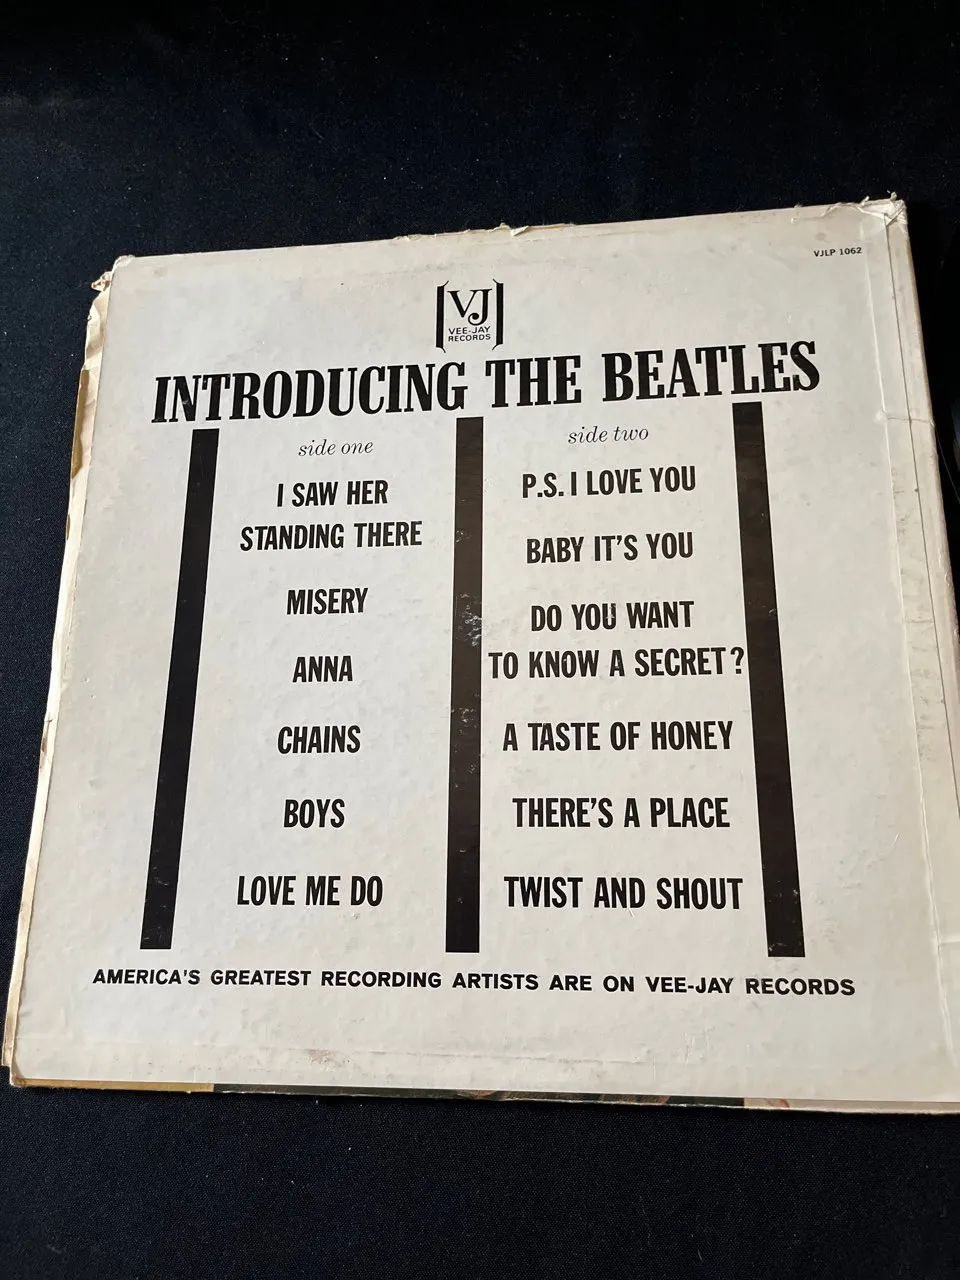 VJLP 1062
VJ
VEE-JAY
RECORDS
INTRODUCING THE BEATLES
side one
I SAW HER
STANDING THERE
MISERY
ANNA
CHAINS
BOYS
LOVE ME DO
side two
P.S. I LOVE YOU
BABY IT'S YOU
DO YOU WANT
TO KNOW A SECRET?
A TASTE OF HONEY
THERE'S A PLACE
TWIST AND SHOUT
AMERICA'S GREATEST RECORDING ARTISTS ARE ON VEE-JAY RECORDS